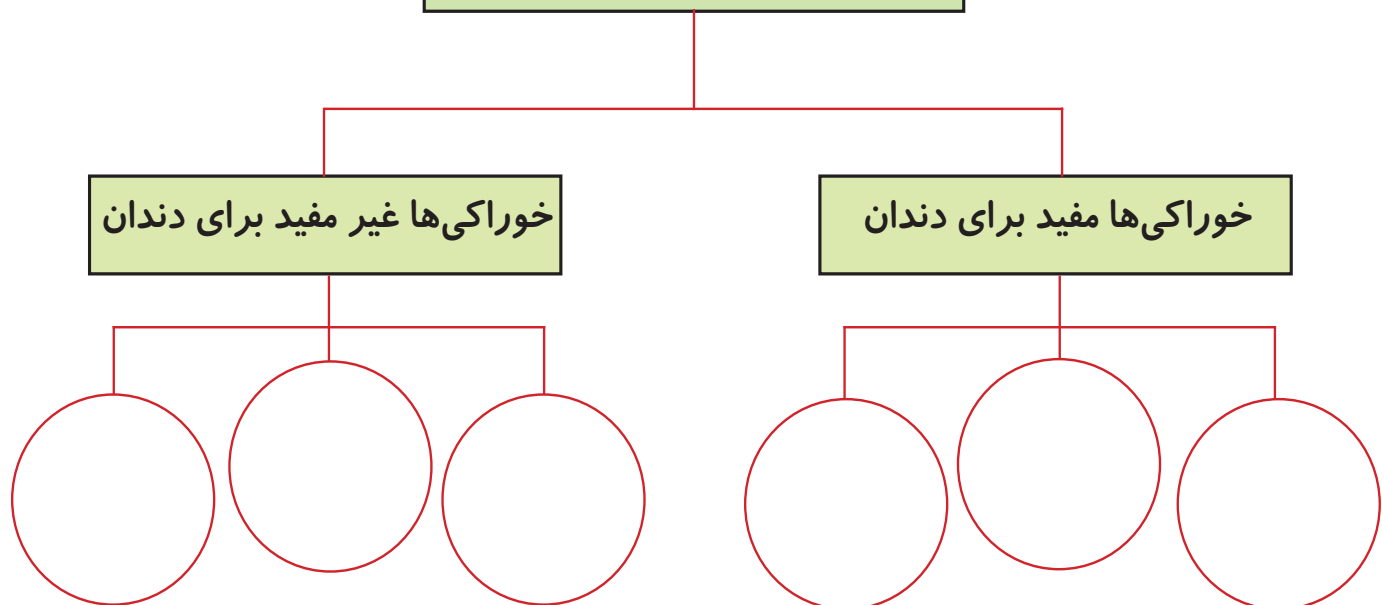 خوراکی‌ها مفید برای دندان
خوراکی‌ها غیر مفید برای دندان